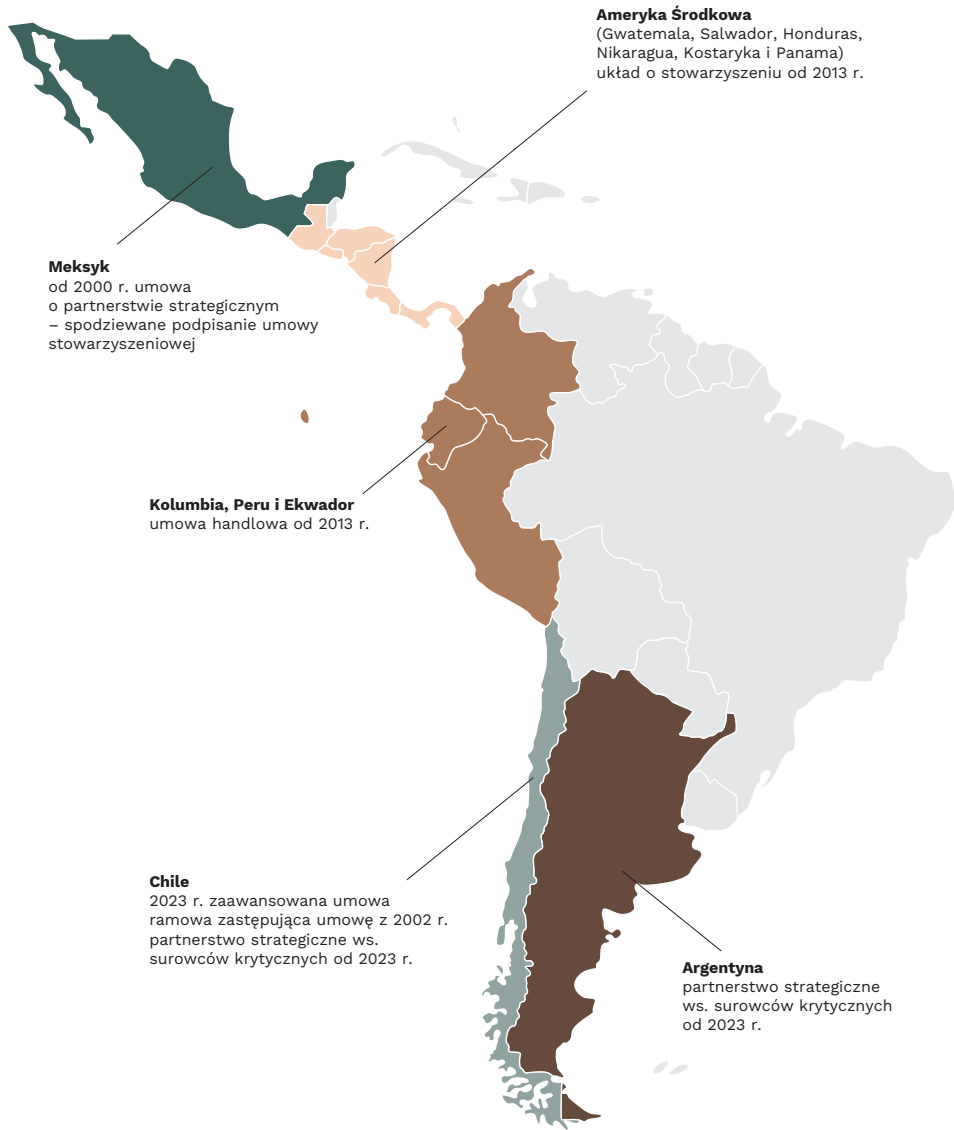 Ameryka Środkowa
(Gwatemala, Salwador, Honduras,
Nikaragua, Kostaryka i Panama)
układ o stowarzyszeniu od 2013 r.
Meksyk
od 2000 r. umowa
o partnerstwie strategicznym
– spodziewane podpisanie umowy
stowarzyszeniowej
Kolumbia, Peru i Ekwador
umowa handlowa od 2013 r.
Chile
2023 r. zaawansowana umowa
ramowa zastępująca umowę z 2002 r.
partnerstwo strategiczne ws.
surowców krytycznych od 2023 r.
Argentyna
partnerstwo strategiczne
ws. surowców krytycznych
od 2023 r.